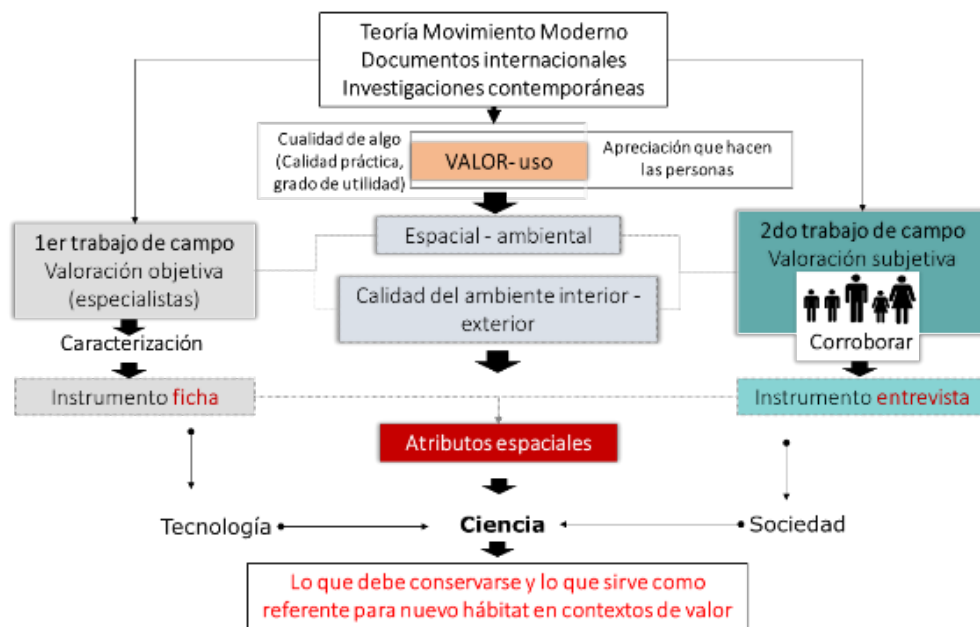 Teoría Movimiento Moderno
Documentos internacionales
Investigaciones contemporáneas
Cualidad de algo
(Calidad práctica,
grado de utilidad)
VALOR- uso
Apreciación que hacen
las personas
1er trabajo de campo
Valoración objetiva
(especialistas)
Espacial - ambiental
Calidad del ambiente interior -
exterior
2do trabajo de campo
Valoración subjetiva
Corroborar
Caracterización
Instrumento ficha
Instrumento entrevista
Atributos espaciales
Tecnología
Ciencia
Sociedad
Lo que debe conservarse y lo que sirve como
referente para nuevo hábitat en contextos de valor